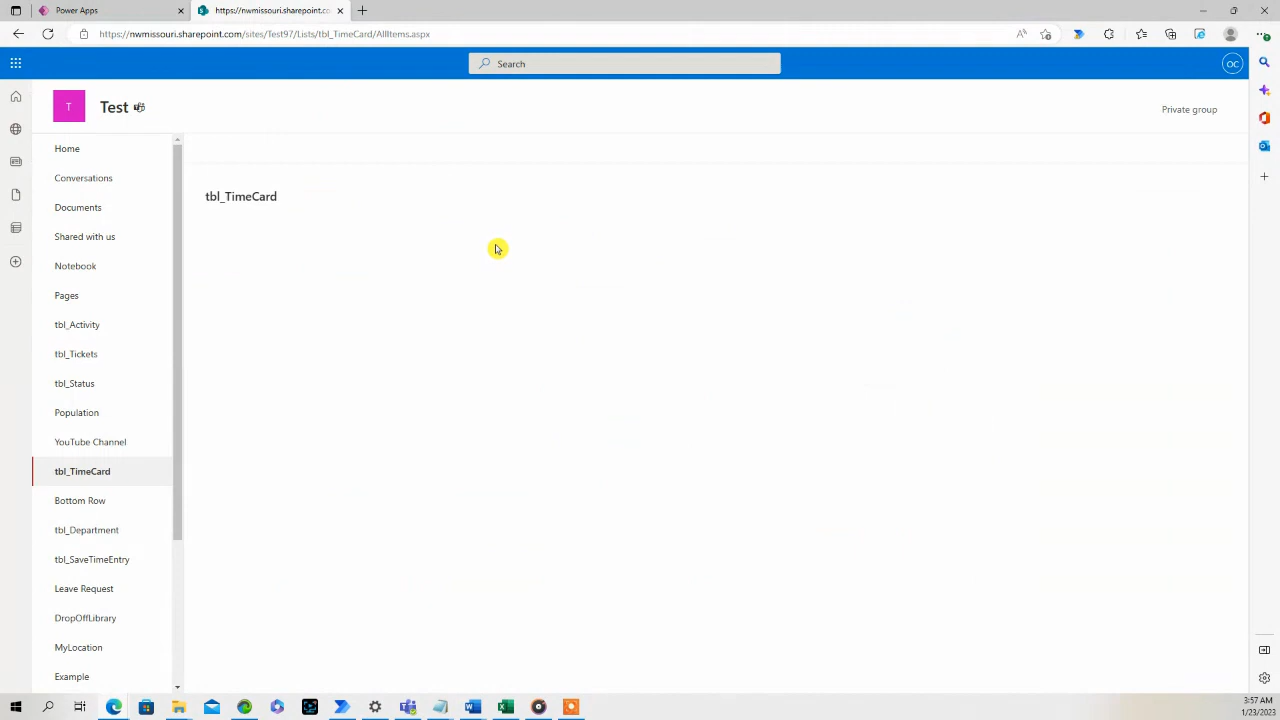 Power Apps
https://nwmissouri.sharepoint.co
https://nwmissouri.sharepoint.com/sites/Test97/Lists/tbl_TimeCard/AllItems.aspx
Search
OC
T
Test
Private group
Home
Conversations
Documents
Shared with us
Notebook
Pages
tbl_Activity
tbl_Tickets
tbl_Status
Population
YouTube Channel
tbl_TimeCard
Bottom Row
tbl_Department
tbl_SaveTimeEntry
Leave Request
DropOffLibrary
MyLocation
Example
tbl_TimeCard
3:57 AM
1/23/2023